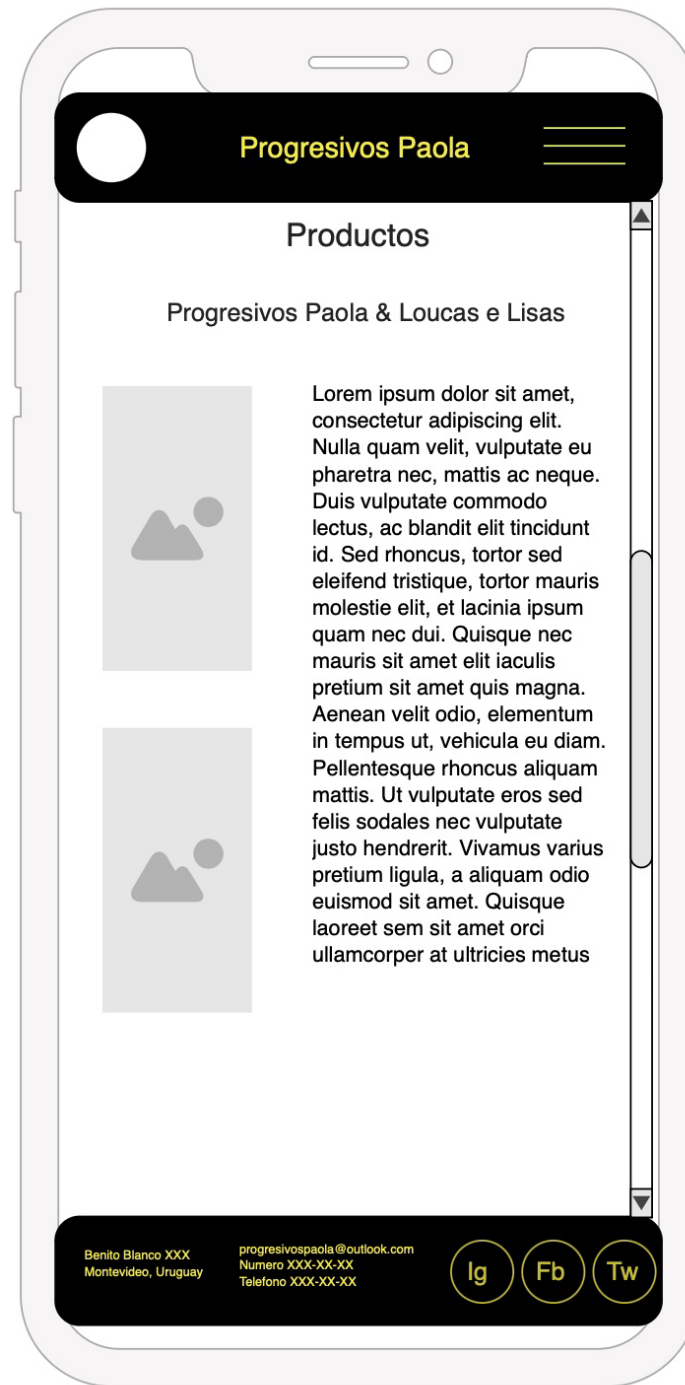 Progresivos Paola
Productos
Progresivos Paola & Loucas e Lisas
Lorem ipsum dolor sit amet,
consectetur adipiscing elit.
Nulla quam velit, vulputate eu
pharetra nec, mattis ac neque.
Duis vulputate commodo
lectus, ac blandit elit tincidunt
id. Sed rhoncus, tortor sed
eleifend tristique, tortor mauris
molestie elit, et lacinia ipsum
quam nec dui. Quisque nec
mauris sit amet elit iaculis
pretium sit amet quis magna.
Aenean velit odio, elementum
in tempus ut, vehicula eu diam.
Pellentesque rhoncus aliquam
mattis. Ut vulputate eros sed
felis sodales nec vulputate
justo hendrerit. Vivamus varius
pretium ligula, a aliquam odio
euismod sit amet. Quisque
laoreet sem sit amet orci
ullamcorper at ultricies metus
Benito Blanco XXX
Montevideo, Uruguay
progresivospaola@outlook.com
Numero XXX-XX-XX
Telefono XXX-XX-XX
Ig
Fb
Tw